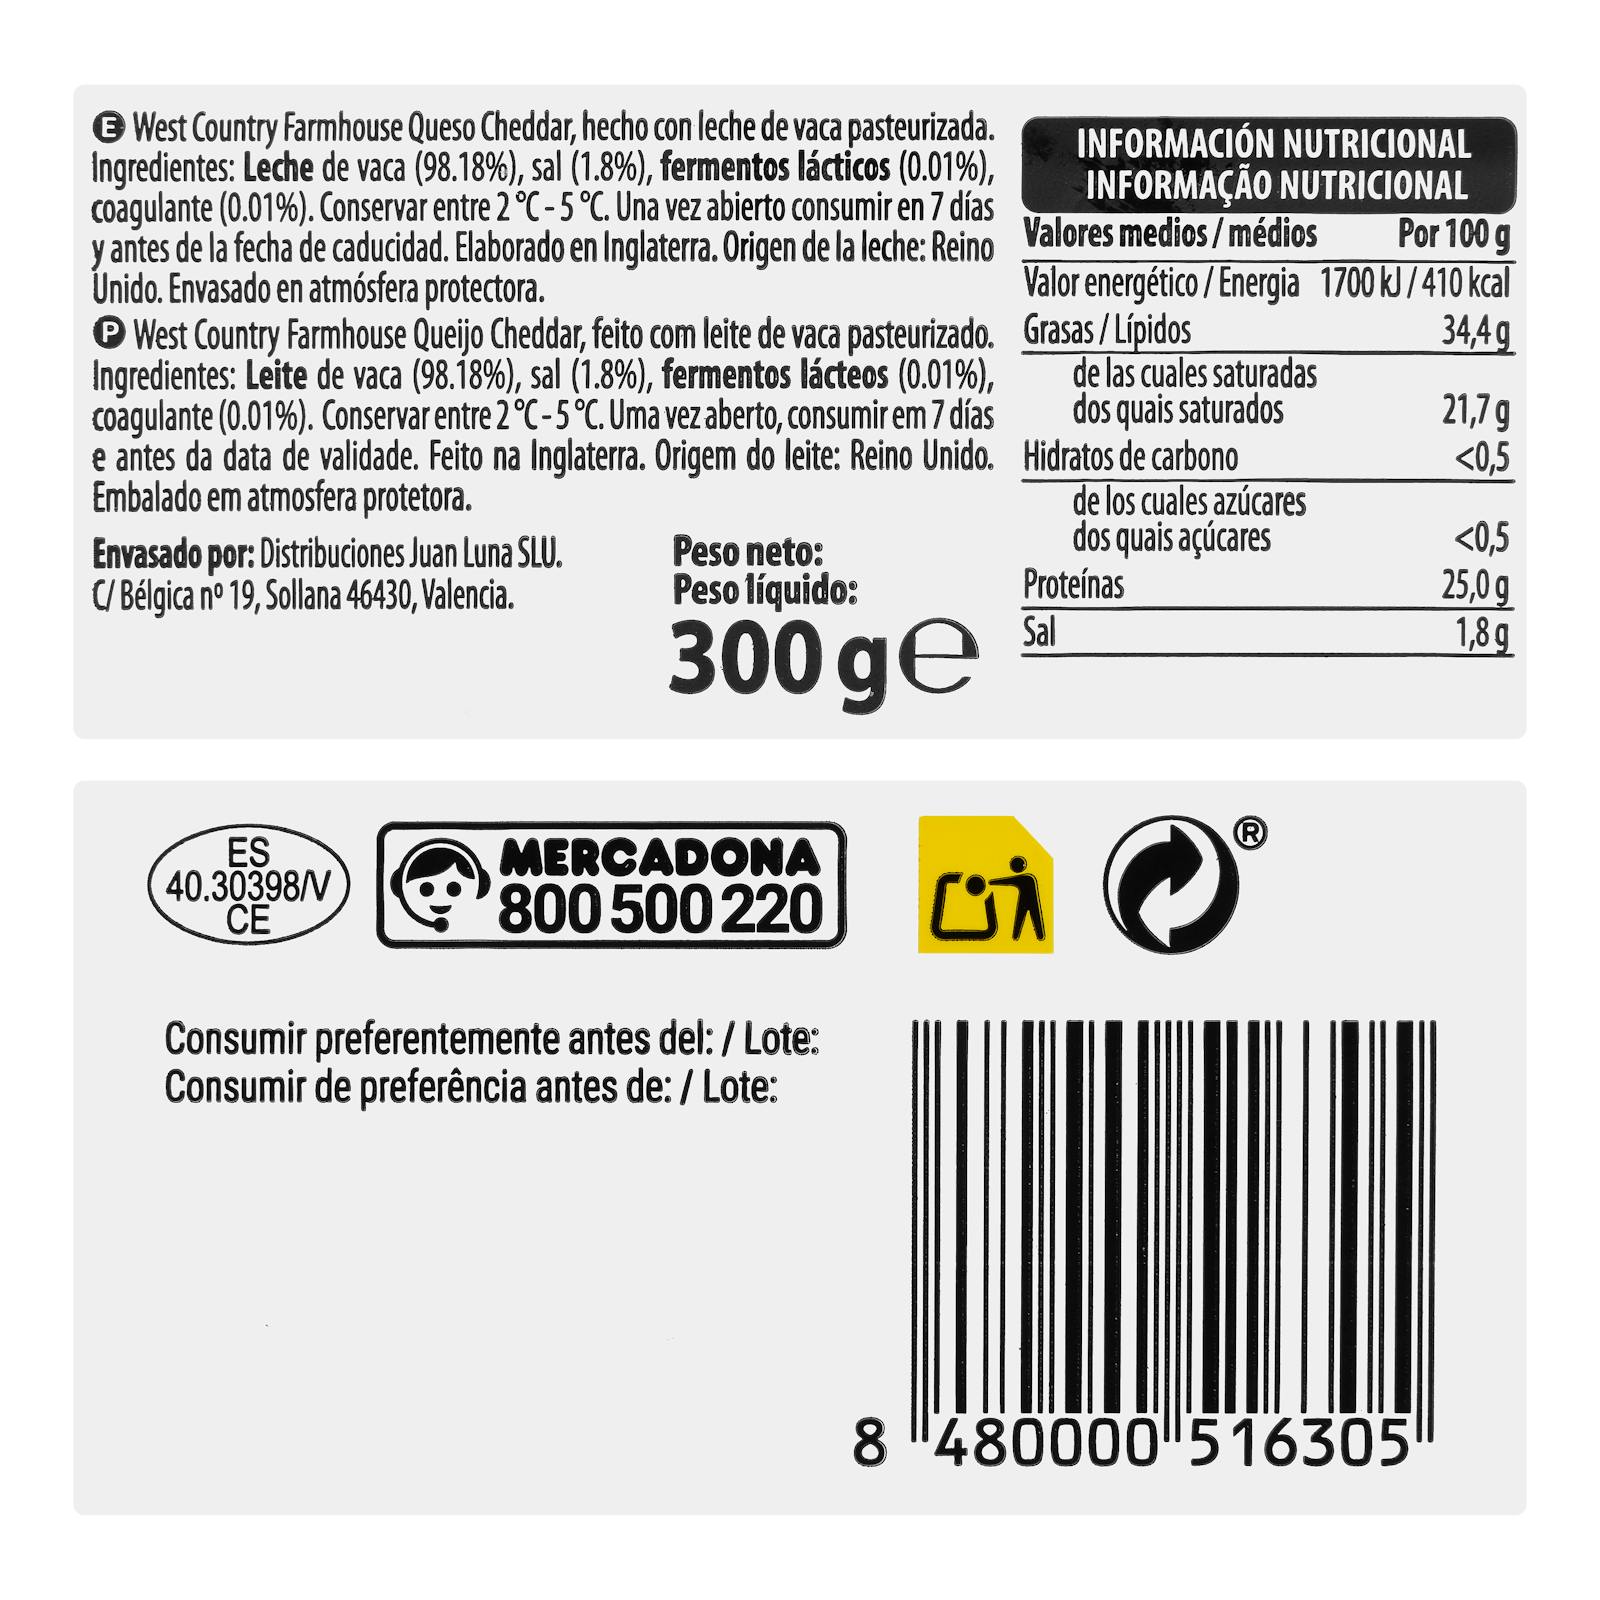 E West Country Farmhouse Queso Cheddar, hecho con leche de vaca pasteurizada.
Ingredientes: Leche de vaca (98.18%), sal (1.8%), fermentos lácticos (0.01%),
coagulante (0.01%). Conservar entre 2 °C - 5 °C. Una vez abierto consumir en 7 días
y antes de la fecha de caducidad. Elaborado en Inglaterra. Origen de la leche: Reino
Unido. Envasado en atmósfera protectora.
P West Country Farmhouse Queijo Cheddar, feito com leite de vaca pasteurizado.
Ingredientes: Leite de vaca (98.18%), sal (1.8%), fermentos lácteos (0.01%),
coagulante (0.01%). Conservar entre 2 °C - 5 °C. Uma vez aberto, consumir em 7 días
e antes da data de validade. Feito na Inglaterra. Origem do leite: Reino Unido.
Embalado em atmosfera protetora.
Envasado por: Distribuciones Juan Luna SLU.
C/ Bélgica nº 19, Sollana 46430, Valencia.
Peso neto:
Peso líquido:
300 g e
INFORMACIÓN NUTRICIONAL
INFORMAÇÃO NUTRICIONAL
Valores medios / médios Por 100 g
Valor energético / Energia 1700 kJ / 410 kcal
Grasas / Lípidos 34,4 g
de las cuales saturadas
dos quais saturados 21,7 g
Hidratos de carbono <0,5
de los cuales azúcares
dos quais açúcares <0,5
Proteínas 25,0 g
Sal 1,8 g
ES
40.30398/V
CE
MERCADONA
800 500 220
®
Consumir preferentemente antes del: / Lote:
Consumir de preferência antes de: / Lote:
8 480000 516305